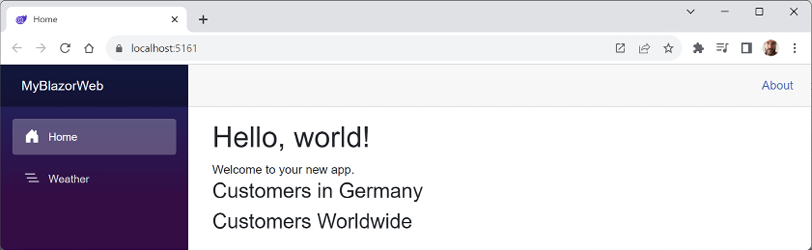 Home
localhost:5161
MyBlazorWeb
About
Home
Weather
Hello, world!
Welcome to your new app.
Customers in Germany
Customers Worldwide